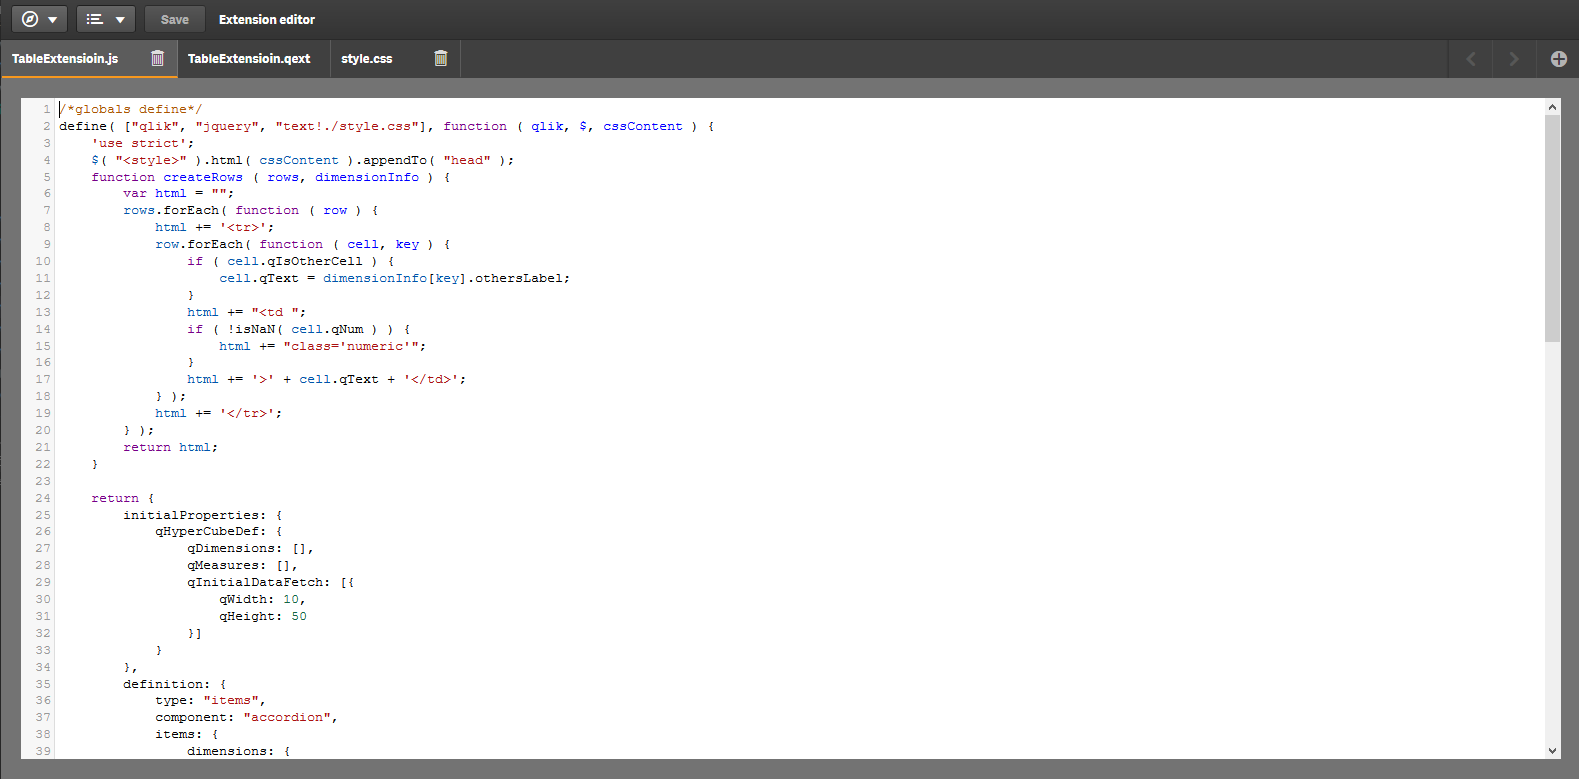 Save Extension editor
TableExtensioin.js TableExtensioin.qext style.css
1 /*globals define*/
2 define( ["qlik", "jquery", "text!./style.css"], function ( qlik, $, cssContent ) {
3     'use strict';
4     $( "<style>" ).html( cssContent ).appendTo( "head" );
5     function createRows ( rows, dimensionInfo ) {
6         var html = "";
7         rows.forEach( function ( row ) {
8             html += '<tr>';
9             row.forEach( function ( cell, key ) {
10                 if ( cell.qIsOtherCell ) {
11                     cell.qText = dimensionInfo[key].othersLabel;
12                 }
13                 html += "<td ";
14                 if ( !isNaN( cell.qNum ) ) {
15                     html += "class='numeric'";
16                 }
17                 html += '>' + cell.qText + '</td>';
18             } );
19             html += '</tr>';
20         } );
21         return html;
22     }
23
24     return {
25         initialProperties: {
26             qHyperCubeDef: {
27                 qDimensions: [],
28                 qMeasures: [],
29                 qInitialDataFetch: [{
30                     qWidth: 10,
31                     qHeight: 50
32                 }]
33             }
34         },
35         definition: {
36             type: "items",
37             component: "accordion",
38             items: {
39                 dimensions: {